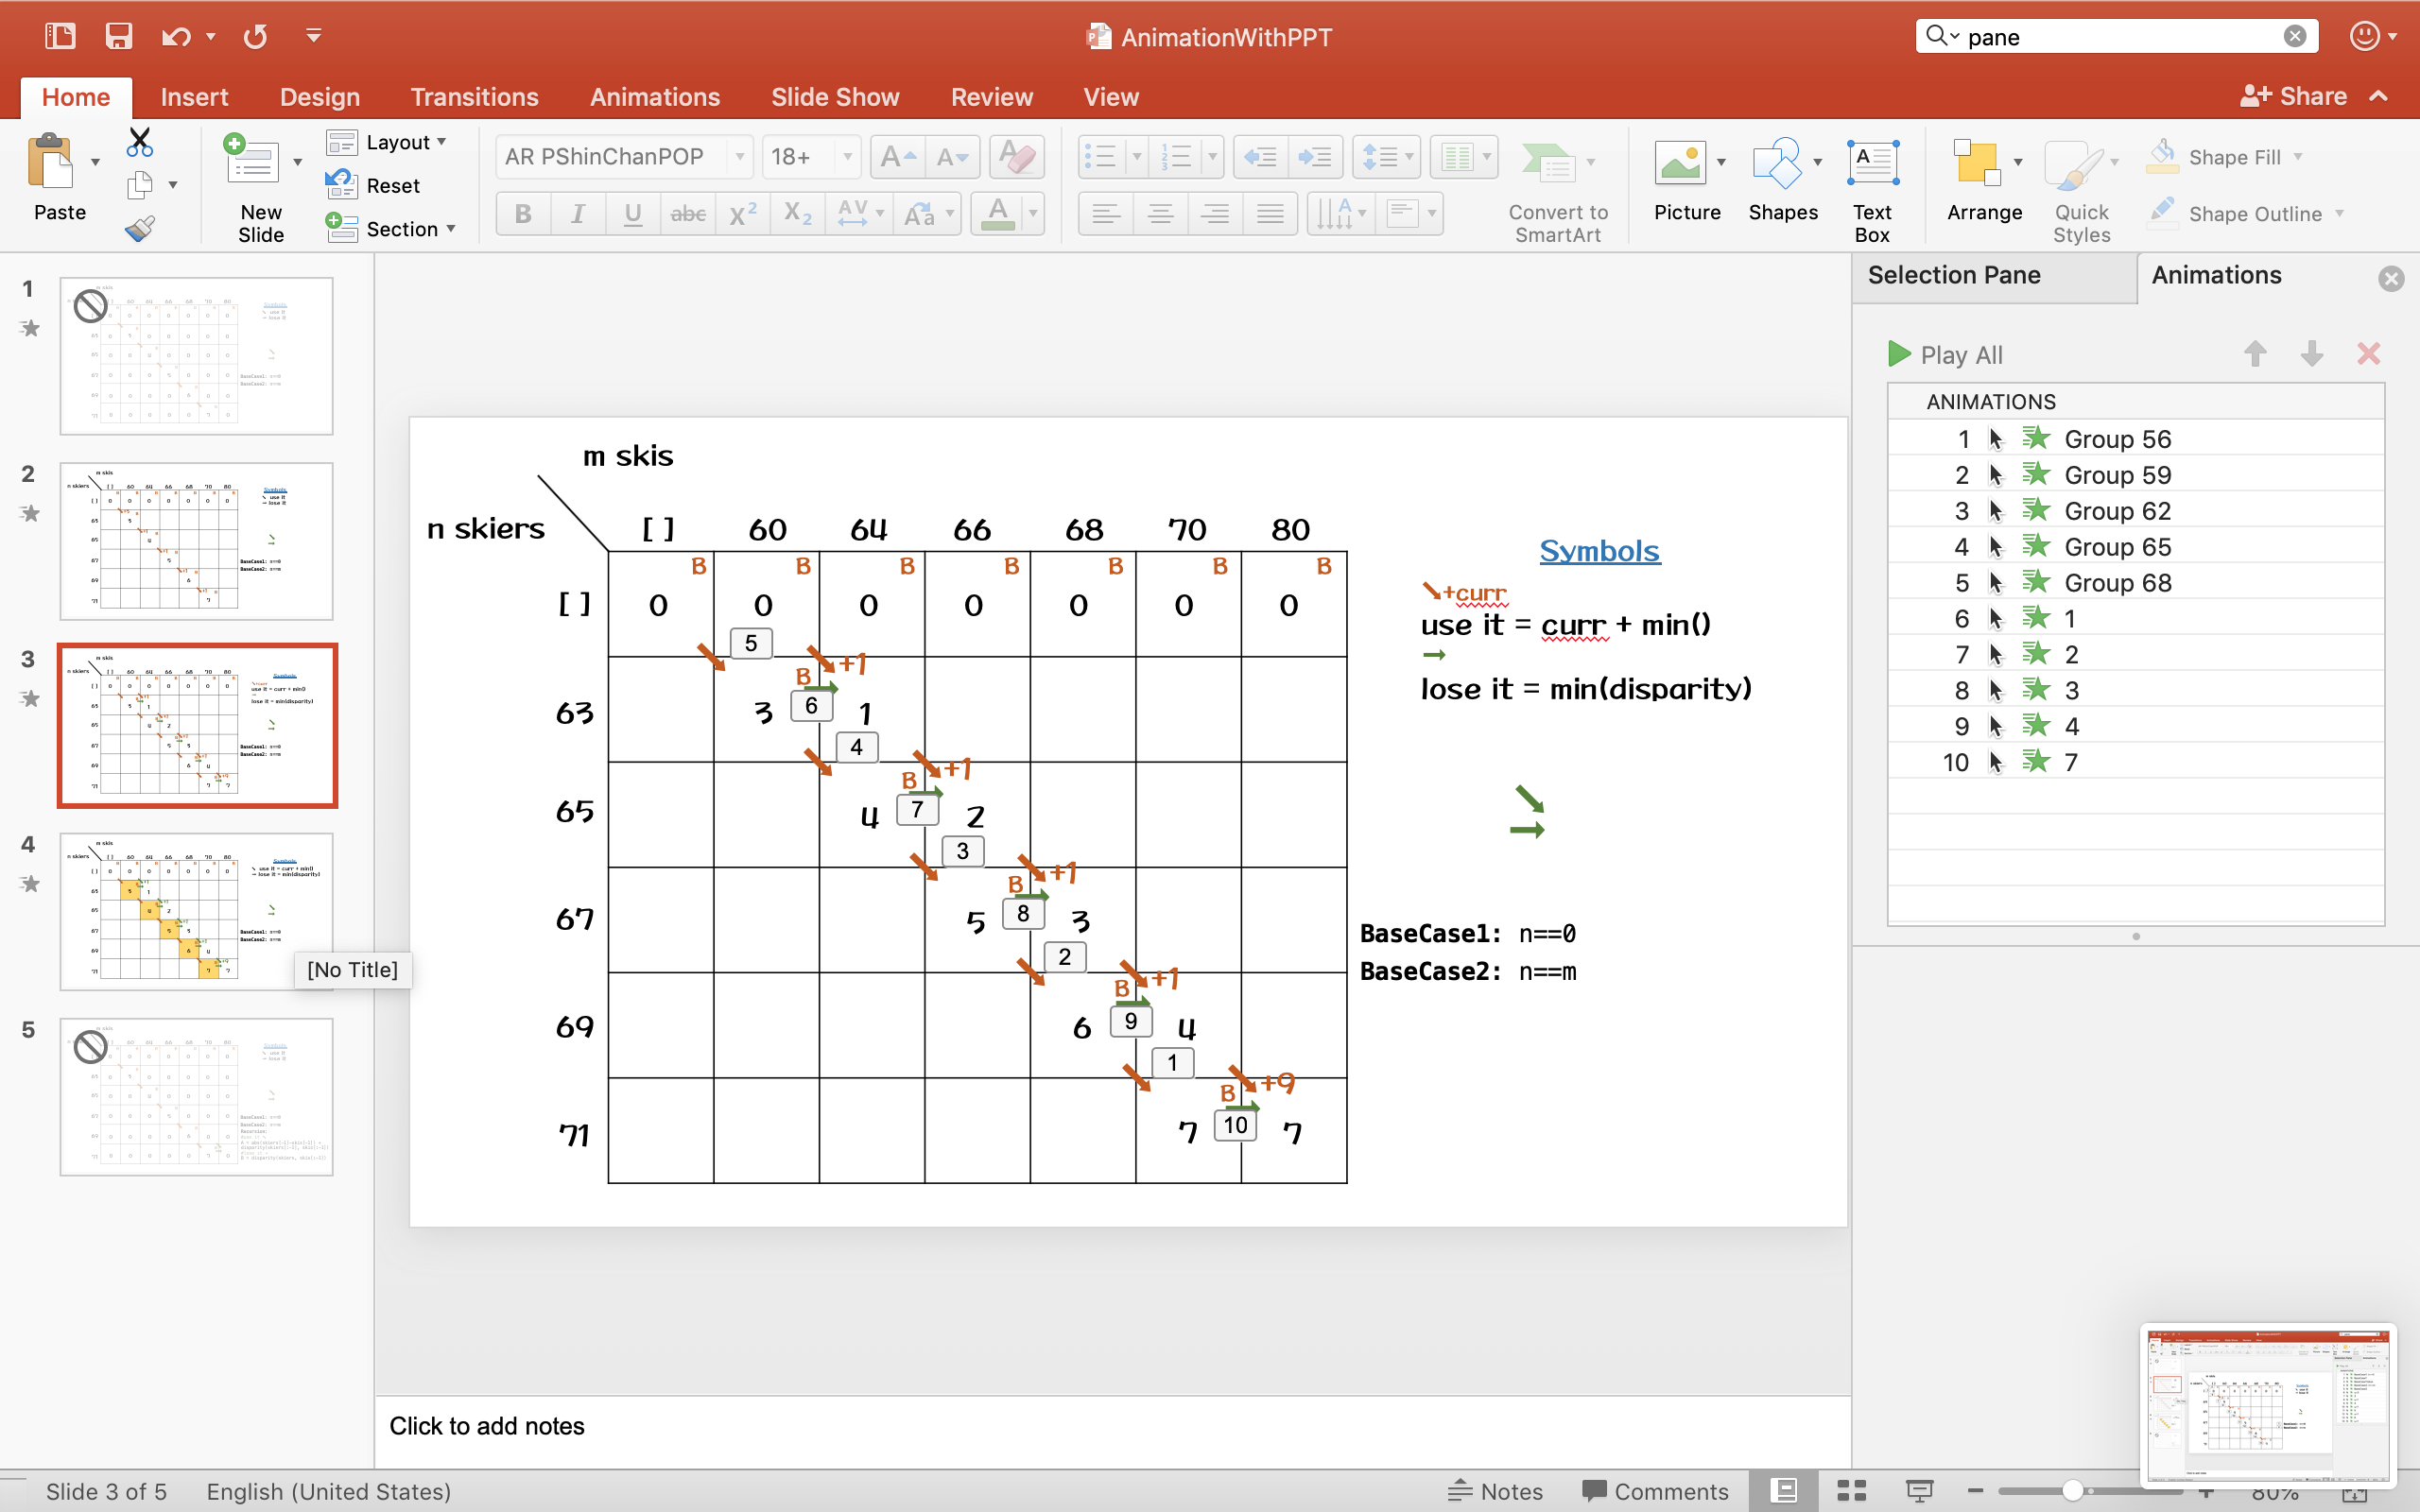 AnimationWithPPT
pane
Home Insert Design Transitions Animations Slide Show Review View Share
Paste
New Slide
Layout
Reset
Section
AR PShinChanPOP 18+
Convert to SmartArt
Picture Shapes Text Box Arrange Quick Styles
Shape Fill
Shape Outline
1
2
3
4
5
[No Title]
m skis
n skiers [ ] 60 64 66 68 70 80
B B B B B B B
[ ] 0 0 0 0 0 0 0
5
+1
B
63 3 6 1
4
+1
B
65 4 7 2
3
+1
B
67 5 8 3
2
+1
B
69 6 9 4
1
+9
B
71 7 10 7
Symbols
+curr
use it = curr + min()
lose it = min(disparity)
BaseCase1: n==0
BaseCase2: n==m
Selection Pane Animations
Play All
ANIMATIONS
1 Group 56
2 Group 59
3 Group 62
4 Group 65
5 Group 68
6 1
7 2
8 3
9 4
10 7
Click to add notes
Slide 3 of 5 English (United States) Notes Comments 80%